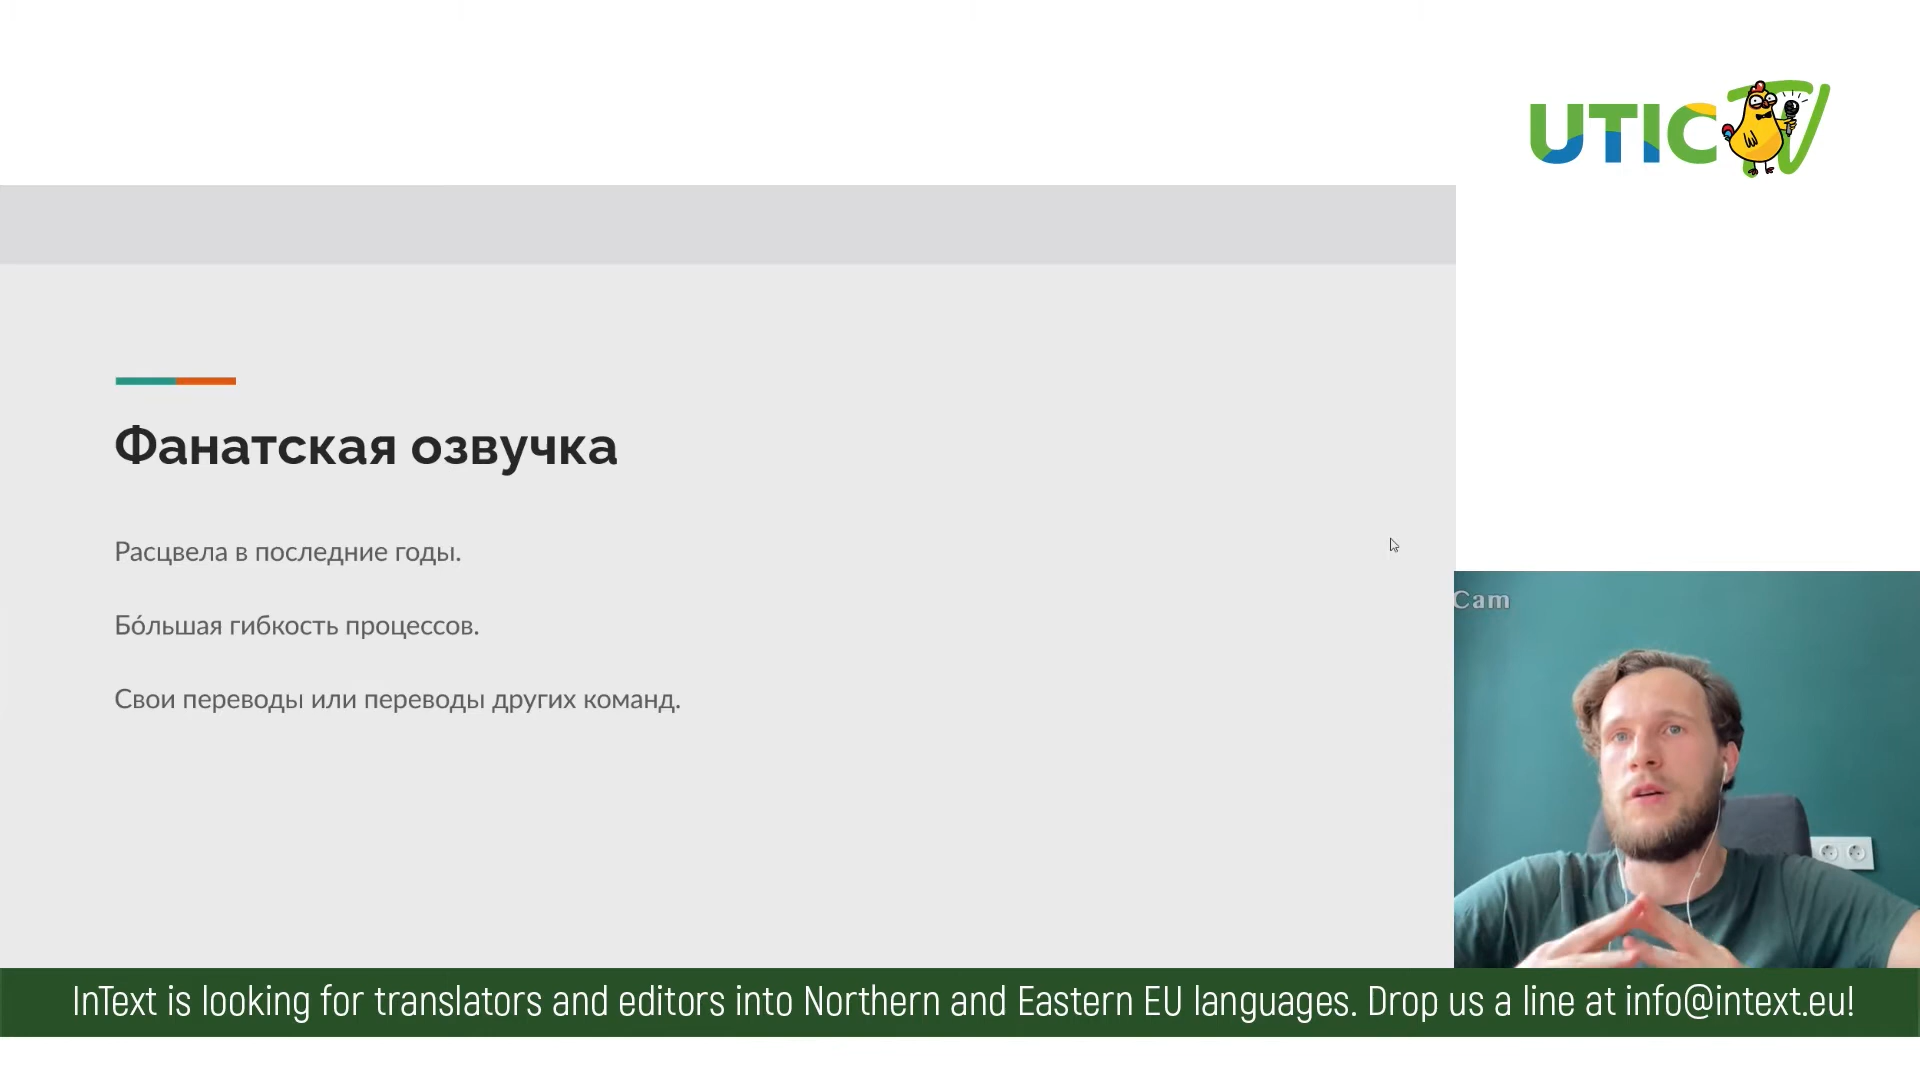 UTIC TV
Фанатская озвучка
Расцвела в последние годы.
Бо́льшая гибкость процессов.
Свои переводы или переводы других команд.
Cam
InText is looking for translators and editors into Northern and Eastern EU languages. Drop us a line at info@intext.eu!